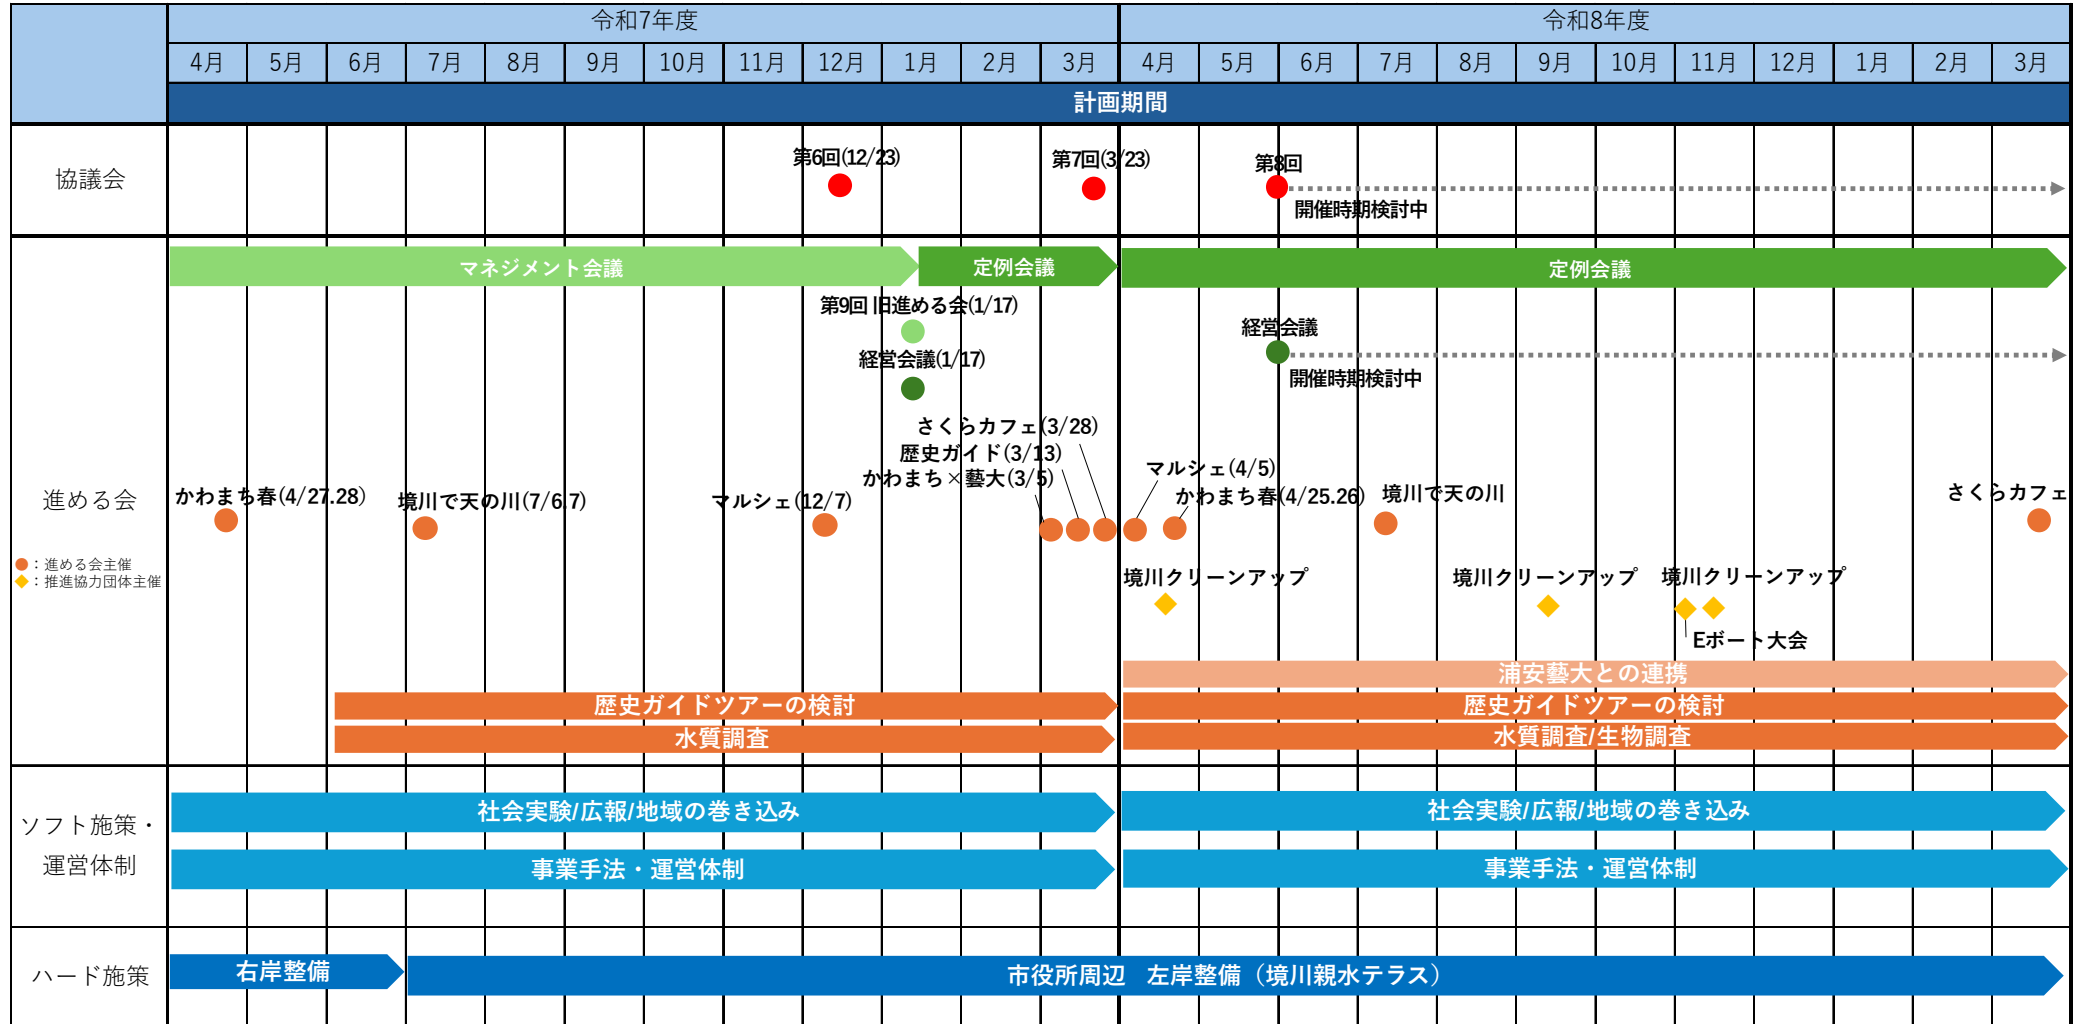 令和7年度
令和8年度
4月 5月 6月 7月 8月 9月 10月 11月 12月 1月 2月 3月 4月 5月 6月 7月 8月 9月 10月 11月 12月 1月 2月 3月
計画期間
協議会
第6回(12/23)
第7回(3/23)
第8回
開催時期検討中
進める会
●：進める会主催
◆：推進協力団体主催
マネジメント会議
定例会議
定例会議
第9回 旧進める会(1/17)
経営会議(1/17)
経営会議
開催時期検討中
さくらカフェ(3/28)
歴史ガイド(3/13)
かわまち×藝大(3/5)
かわまち春(4/27.28)
境川で天の川(7/6.7)
マルシェ(12/7)
マルシェ(4/5)
かわまち春(4/25.26)
境川で天の川
さくらカフェ
境川クリーンアップ
境川クリーンアップ
境川クリーンアップ
Eボート大会
浦安藝大との連携
歴史ガイドツアーの検討
歴史ガイドツアーの検討
水質調査
水質調査/生物調査
ソフト施策・
運営体制
社会実験/広報/地域の巻き込み
社会実験/広報/地域の巻き込み
事業手法・運営体制
事業手法・運営体制
ハード施策
右岸整備
市役所周辺　左岸整備（境川親水テラス）